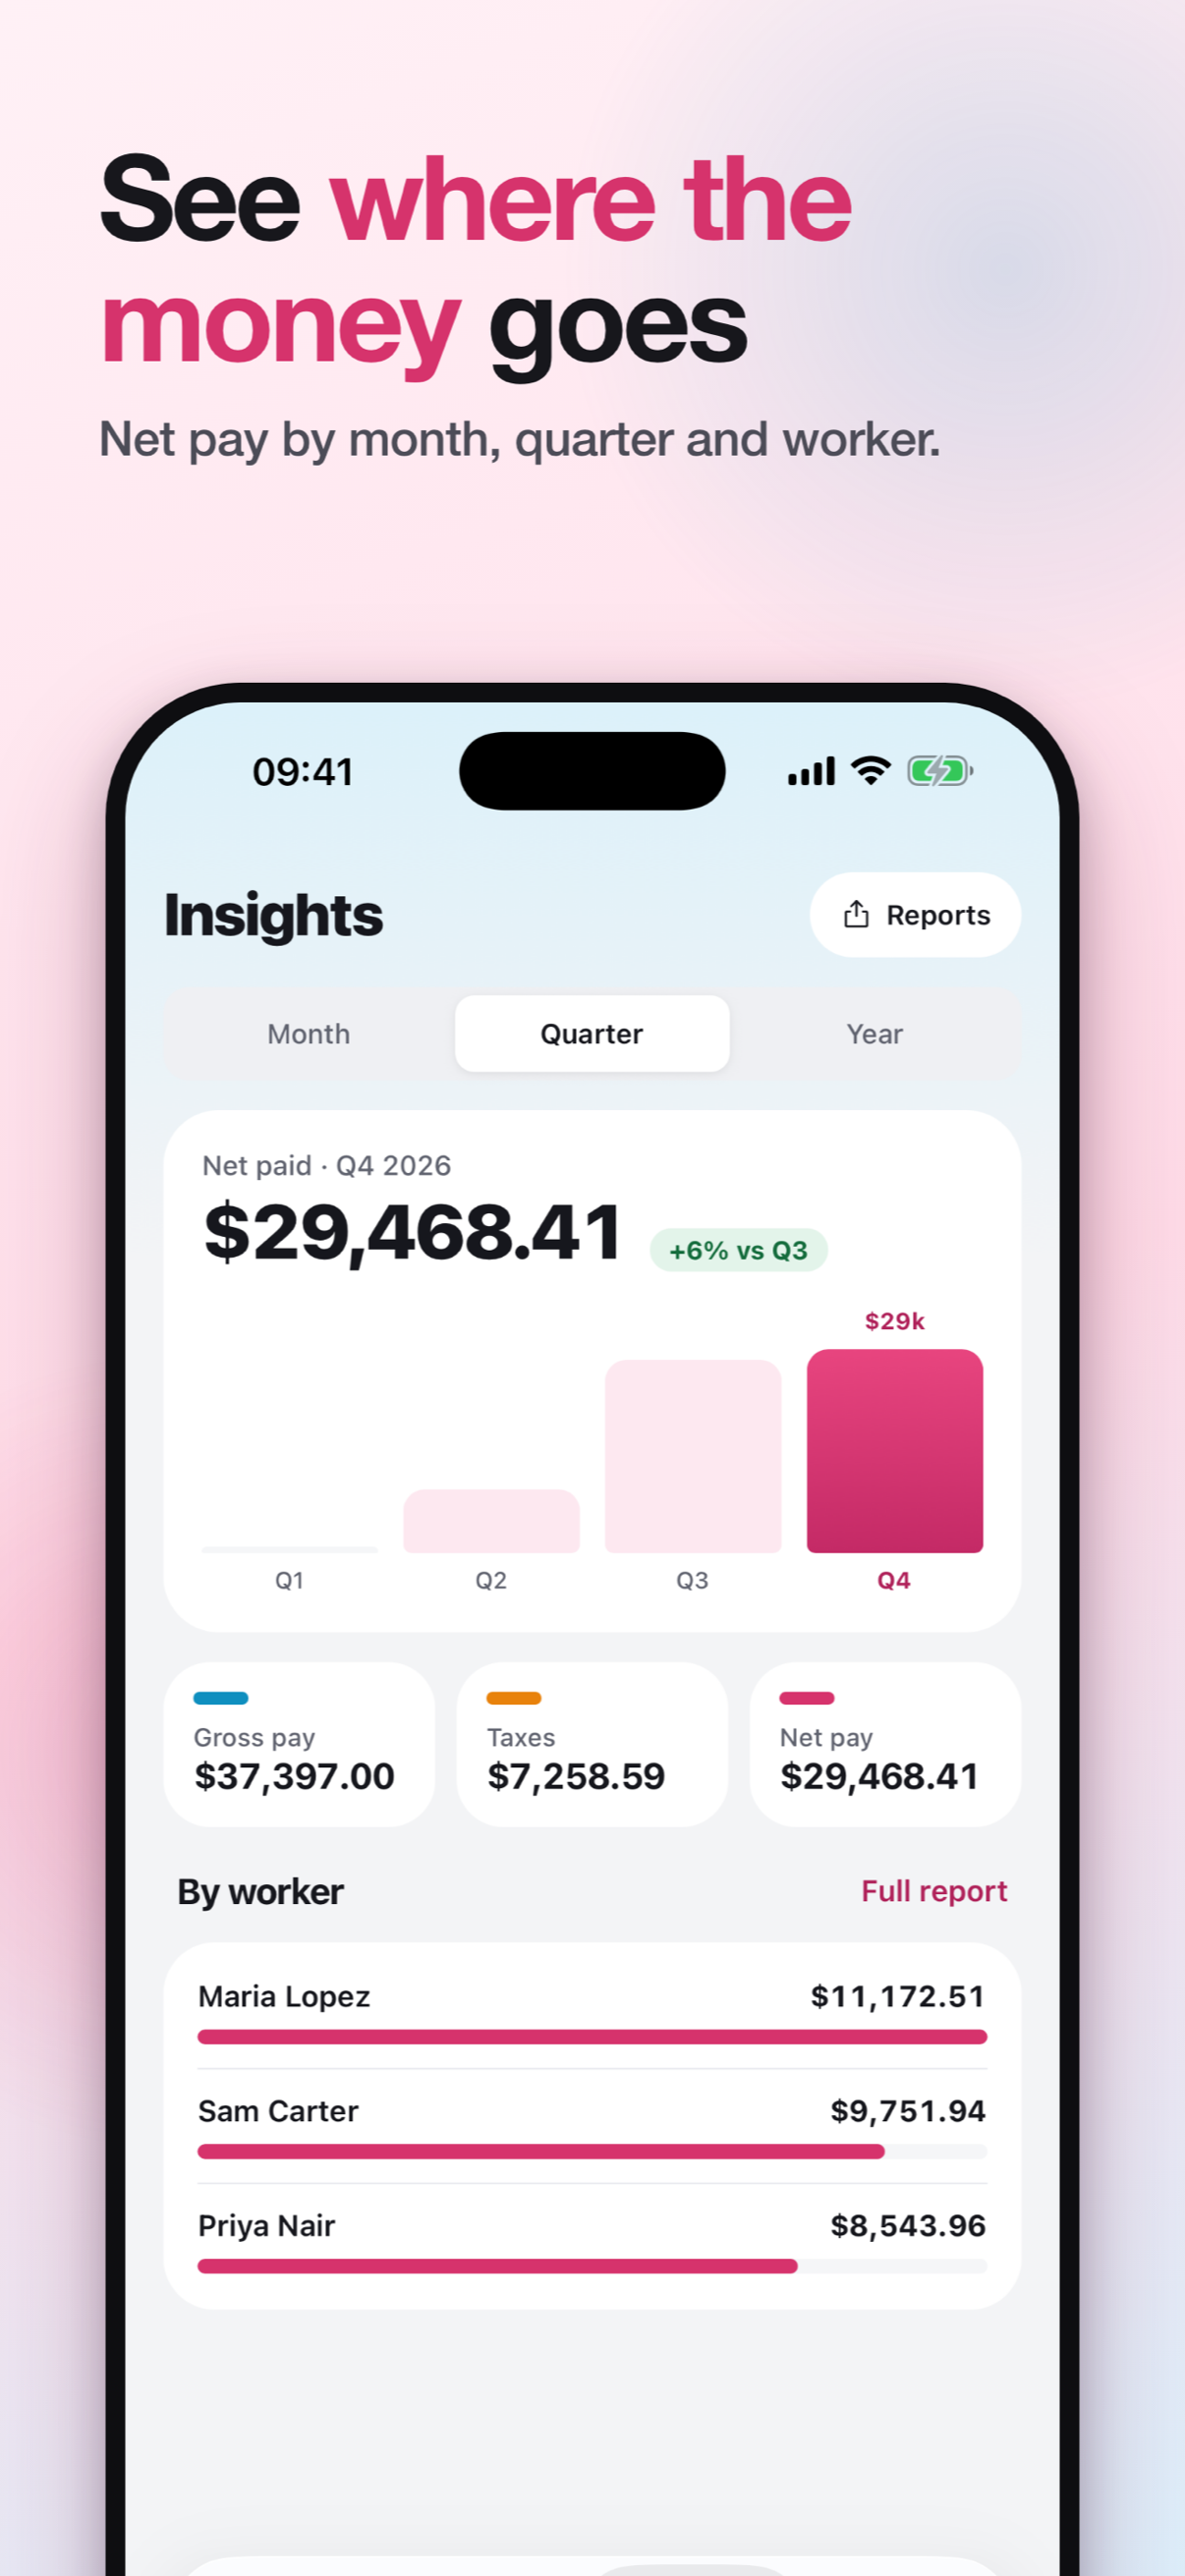 See where the
money goes
Net pay by month, quarter and worker.
09:41
Insights
Reports
Month Quarter Year
Net paid · Q4 2026
$29,468.41 +6% vs Q3
$29k
Q1 Q2 Q3 Q4
Gross pay Taxes Net pay
$37,397.00 $7,258.59 $29,468.41
By worker Full report
Maria Lopez $11,172.51
Sam Carter $9,751.94
Priya Nair $8,543.96